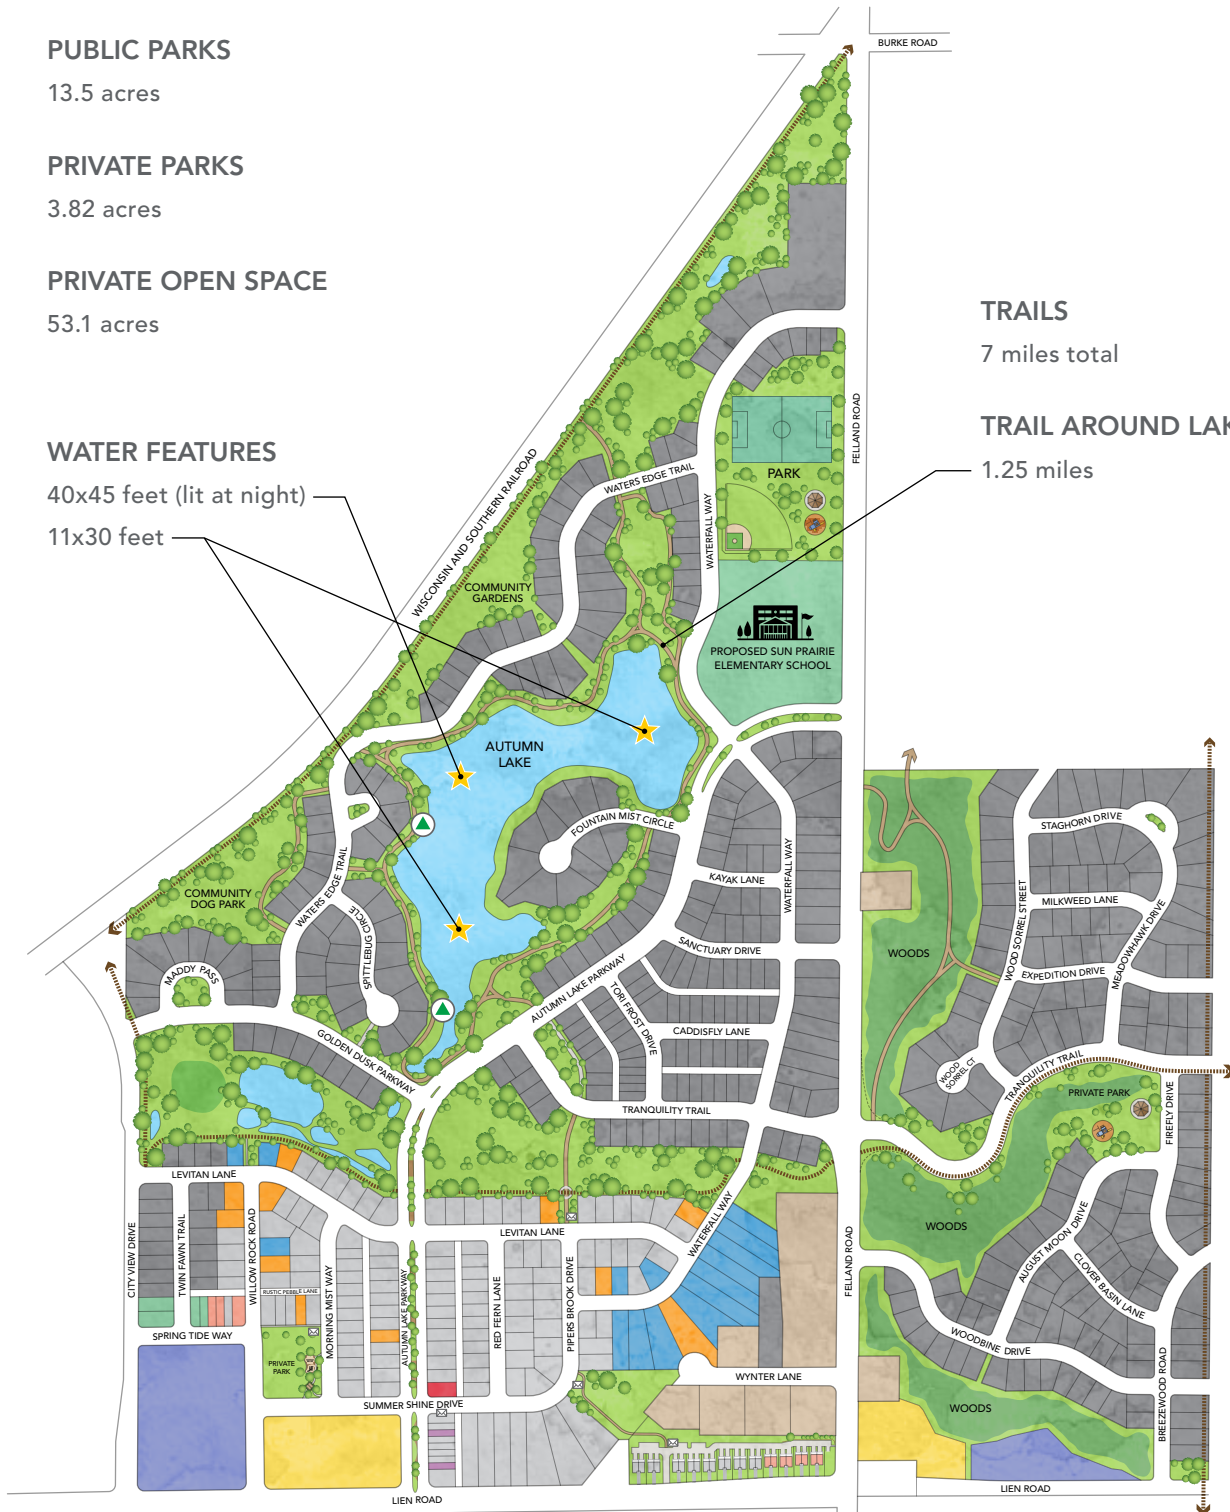 PUBLIC PARKS
13.5 acres
PRIVATE PARKS
3.82 acres
PRIVATE OPEN SPACE
53.1 acres
WATER FEATURES
40x45 feet (lit at night)
11x30 feet
TRAILS
7 miles total
TRAIL AROUND LAK
1.25 miles
BURKE ROAD
FELLAND ROAD
WISCONSIN AND SOUTHERN RAILROAD
WATERS EDGE TRAIL
WATERFALL WAY
PARK
COMMUNITY
GARDENS
PROPOSED SUN PRAIRIE
ELEMENTARY SCHOOL
AUTUMN
LAKE
FOUNTAIN MIST CIRCLE
KAYAK LANE
WATERFALL WAY
SANCTUARY DRIVE
COMMUNITY
DOG PARK
WATERS EDGE TRAIL
SPITTLEBUG CIRCLE
MADDY PASS
GOLDEN DUSK PARKWAY
AUTUMN LAKE PARKWAY
TORI FROST DRIVE
CADDISFLY LANE
TRANQUILITY TRAIL
STAGHORN DRIVE
MILKWEED LANE
WOOD SORREL STREET
MEADOWHAWK DRIVE
EXPEDITION DRIVE
WOODS
WOOD
SORREL CT
TRANQUILITY TRAIL
PRIVATE PARK
FIREFLY DRIVE
WOODS
AUGUST MOON DRIVE
CLOVER BASIN LANE
WOODBINE DRIVE
BREEZEWOOD ROAD
WOODS
LIEN ROAD
FELLAND ROAD
LEVITAN LANE
CITY VIEW DRIVE
TWIN FAWN TRAIL
WILLOW ROCK ROAD
RUSTIC PEBBLE LANE
MORNING MIST WAY
AUTUMN LAKE PARKWAY
SPRING TIDE WAY
PRIVATE
PARK
LEVITAN LANE
RED FERN LANE
PIPERS BROOK DRIVE
WATERFALL WAY
WYNTER LANE
SUMMER SHINE DRIVE
LIEN ROAD